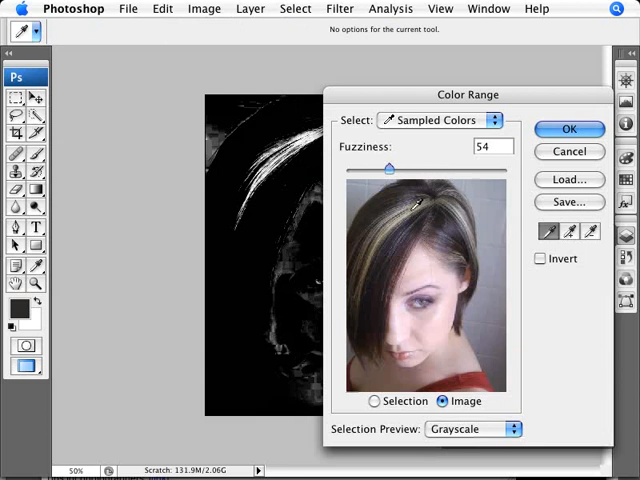 Photoshop File Edit Image Layer Select Filter Analysis View Window Help
No options for the current tool.
Ps
Color Range
Select: Sampled Colors
OK
Fuzziness: 54
Cancel
Load...
Save...
Invert
Selection Image
Selection Preview: Grayscale
50% Scratch: 131.9M/2.06G